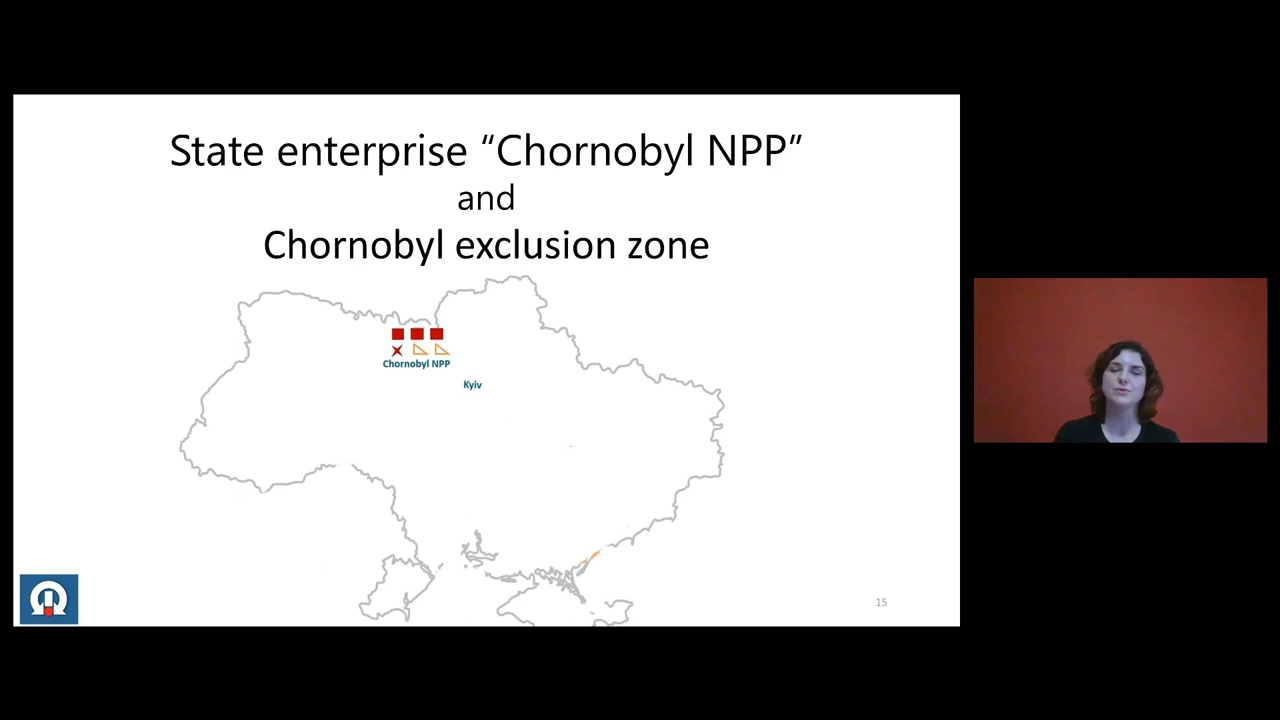 State enterprise “Chornobyl NPP”
and
Chornobyl exclusion zone
Chornobyl NPP
Kyiv
15